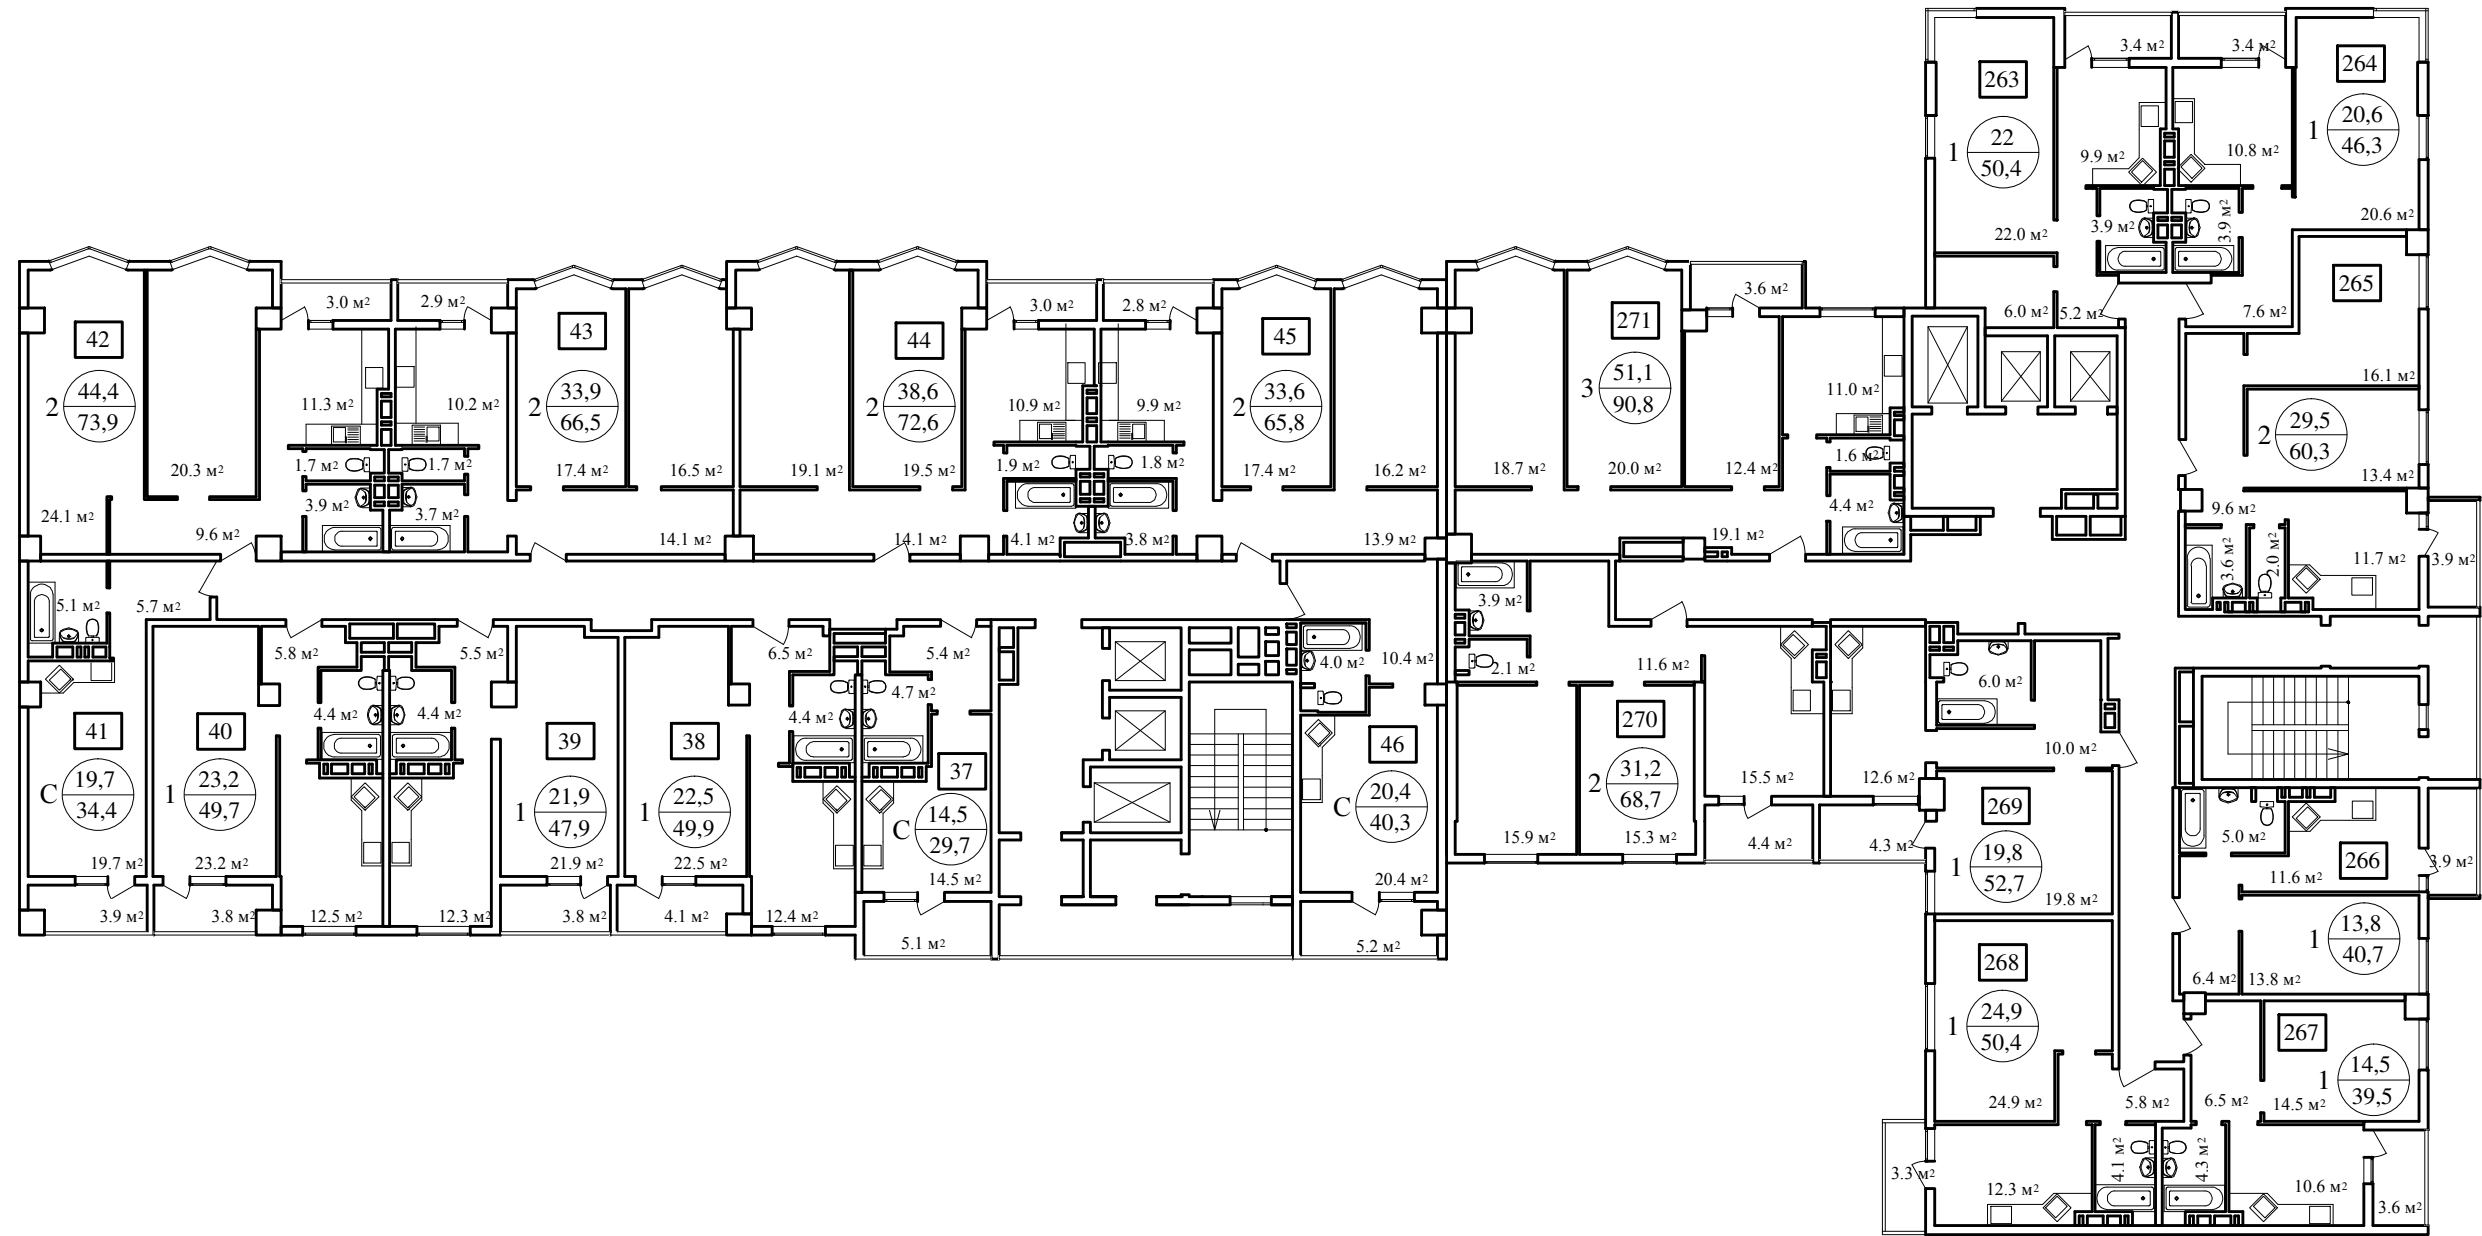 3.4 м²
3.4 м²
263
264
1
22
50,4
1
20,6
46,3
9.9 м²
10.8 м²
3.9 м²
3.9 м²
22.0 м²
20.6 м²
6.0 м²
5.2 м²
7.6 м²
265
16.1 м²
2
29,5
60,3
13.4 м²
9.6 м²
3.6 м²
2.0 м²
11.7 м²
3.9 м²
3.0 м²
2.9 м²
3.0 м²
2.8 м²
3.6 м²
42
43
44
45
271
2
44,4
73,9
2
33,9
66,5
2
38,6
72,6
2
33,6
65,8
3
51,1
90,8
11.3 м²
10.2 м²
10.9 м²
9.9 м²
11.0 м²
20.3 м²
1.7 м²
1.7 м²
17.4 м²
16.5 м²
19.1 м²
19.5 м²
1.9 м²
1.8 м²
17.4 м²
16.2 м²
18.7 м²
20.0 м²
12.4 м²
1.6 м²
24.1 м²
9.6 м²
3.9 м²
3.7 м²
14.1 м²
14.1 м²
4.1 м²
3.8 м²
13.9 м²
19.1 м²
4.4 м²
5.1 м²
5.7 м²
5.8 м²
5.5 м²
6.5 м²
5.4 м²
4.0 м²
10.4 м²
3.9 м²
2.1 м²
11.6 м²
6.0 м²
4.4 м²
4.4 м²
4.4 м²
4.7 м²
41
40
39
38
37
46
270
10.0 м²
С
19,7
34,4
1
23,2
49,7
1
21,9
47,9
1
22,5
49,9
С
14,5
29,7
С
20,4
40,3
2
31,2
68,7
15.5 м²
12.6 м²
269
1
19,8
52,7
19.7 м²
23.2 м²
21.9 м²
22.5 м²
14.5 м²
20.4 м²
15.9 м²
15.3 м²
4.4 м²
4.3 м²
19.8 м²
3.9 м²
3.8 м²
12.5 м²
12.3 м²
3.8 м²
4.1 м²
12.4 м²
5.1 м²
5.2 м²
5.0 м²
266
11.6 м²
3.9 м²
1
13,8
40,7
6.4 м²
13.8 м²
268
1
24,9
50,4
267
1
14,5
39,5
24.9 м²
5.8 м²
6.5 м²
14.5 м²
3.3 м²
12.3 м²
4.1 м²
4.3 м²
10.6 м²
3.6 м²